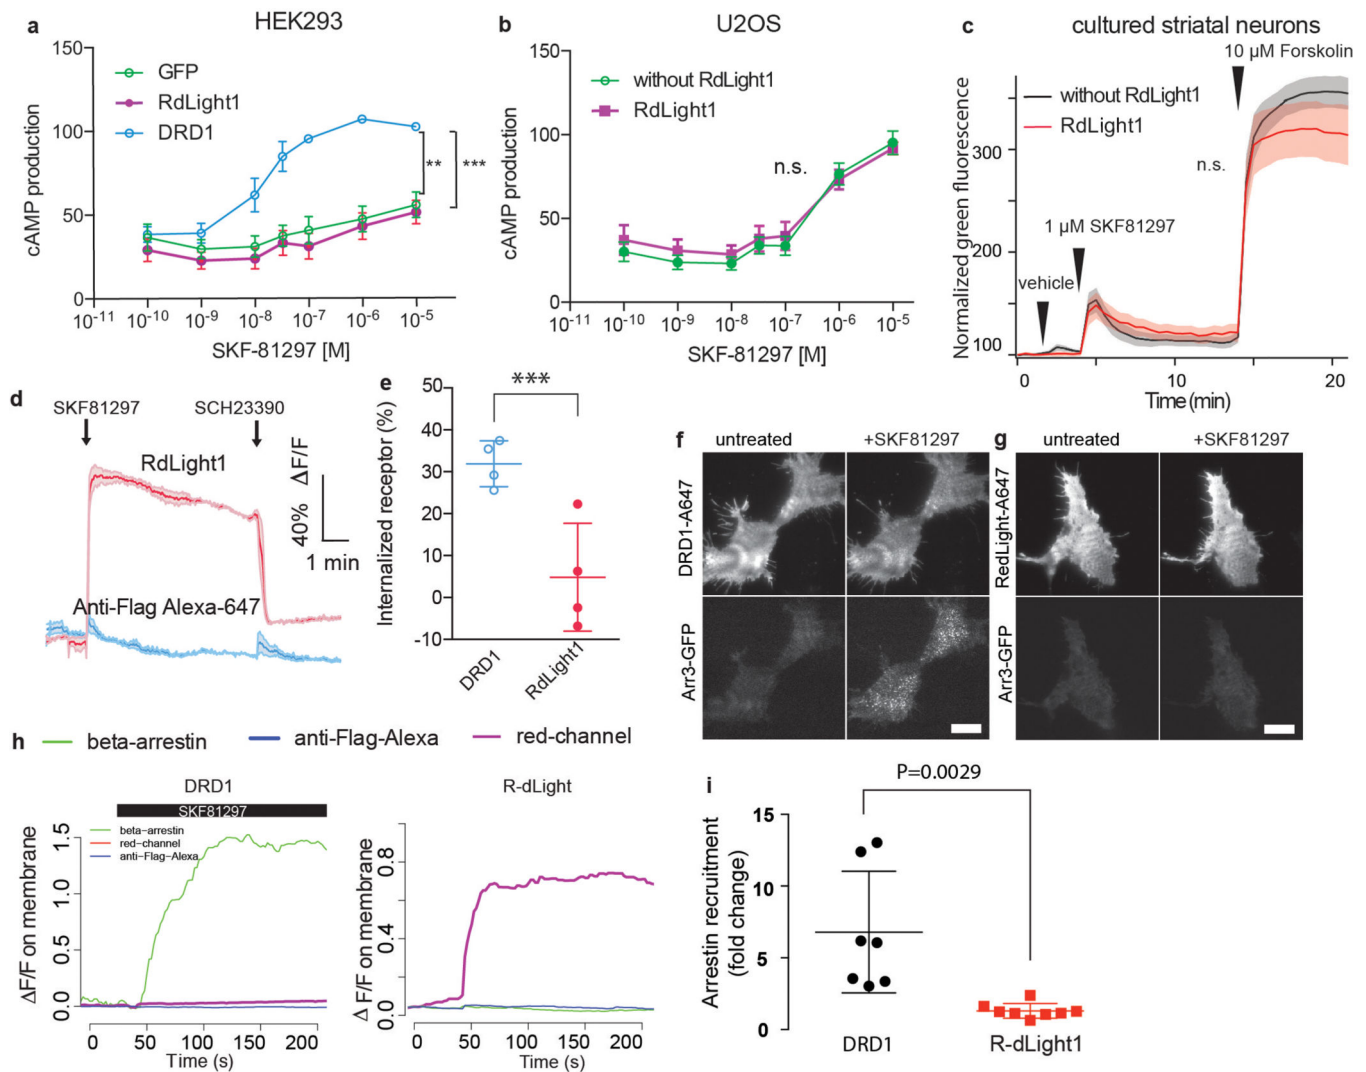 a
HEK293
150
100
50
0
cAMP production
GFP
RdLight1
DRD1
**
***
10-11
10-10
10-9
10-8
10-7
10-6
10-5
SKF-81297 [M]
b
U2OS
150
100
50
0
cAMP production
without RdLight1
RdLight1
n.s.
10-11
10-10
10-9
10-8
10-7
10-6
10-5
SKF-81297 [M]
c
cultured striatal neurons
10 µM Forskolin
without RdLight1
RdLight1
Normalized green fluorescence
300
200
100
n.s.
1 µM SKF81297
vehicle
0
10
20
Time (min)
d
SKF81297
SCH23390
RdLight1
40% ΔF/F
1 min
Anti-Flag Alexa-647
e
***
Internalized receptor (%)
50
40
30
20
10
0
-10
DRD1
RdLight1
f
untreated
+SKF81297
DRD1-A647
Arr3-GFP
g
untreated
+SKF81297
RedLight-A647
Arr3-GFP
h
beta-arrestin
anti-Flag-Alexa
red-channel
DRD1
SKF81297
beta-arrestin
red-channel
anti-Flag-Alexa
ΔF/F on membrane
1.5
1.0
0.5
0.0
0
50
100
150
200
Time (s)
R-dLight
Δ F/F on membrane
0.8
0.4
0.0
0
50
100
150
200
Time (s)
i
P=0.0029
Arrestin recruitment
(fold change)
15
10
5
0
DRD1
R-dLight1